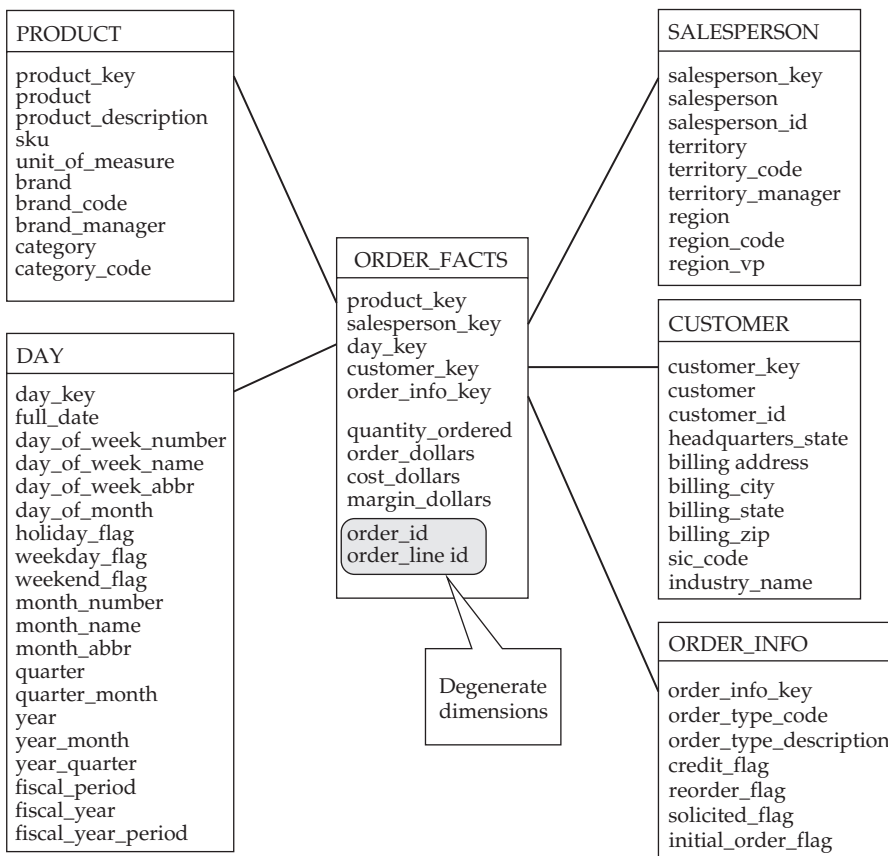 PRODUCT
product_key
product
product_description
sku
unit_of_measure
brand
brand_code
brand_manager
category
category_code
DAY
day_key
full_date
day_of_week_number
day_of_week_name
day_of_week_abbr
day_of_month
holiday_flag
weekday_flag
weekend_flag
month_number
month_name
month_abbr
quarter
quarter_month
year
year_month
year_quarter
fiscal_period
fiscal_year
fiscal_year_period
ORDER_FACTS
product_key
salesperson_key
day_key
customer_key
order_info_key
quantity_ordered
order_dollars
cost_dollars
margin_dollars
order_id
order_line id
Degenerate
dimensions
SALESPERSON
salesperson_key
salesperson
salesperson_id
territory
territory_code
territory_manager
region
region_code
region_vp
CUSTOMER
customer_key
customer
customer_id
headquarters_state
billing address
billing_city
billing_state
billing_zip
sic_code
industry_name
ORDER_INFO
order_info_key
order_type_code
order_type_description
credit_flag
reorder_flag
solicited_flag
initial_order_flag